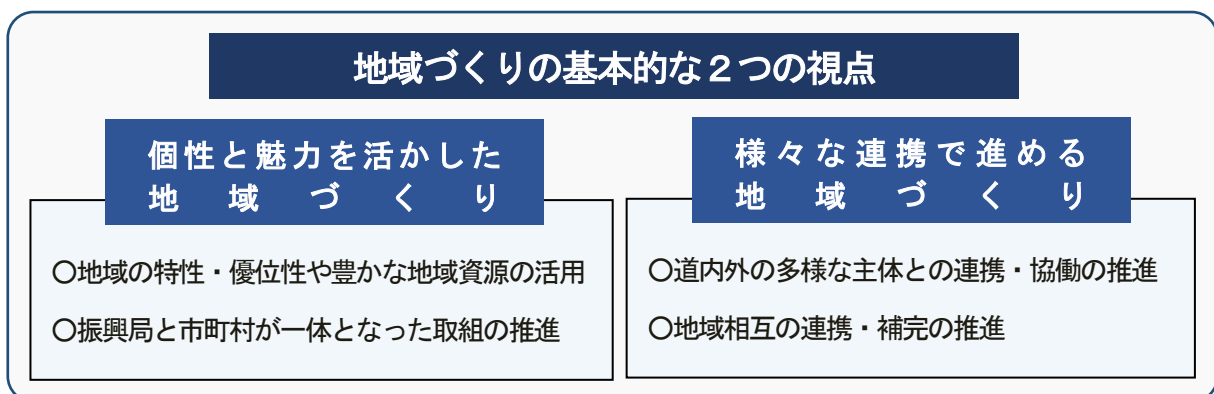 地域づくりの基本的な２つの視点
個性と魅力を活かした
地域づくり
〇地域の特性・優位性や豊かな地域資源の活用
〇振興局と市町村が一体となった取組の推進
様々な連携で進める
地域づくり
〇道内外の多様な主体との連携・協働の推進
〇地域相互の連携・補完の推進